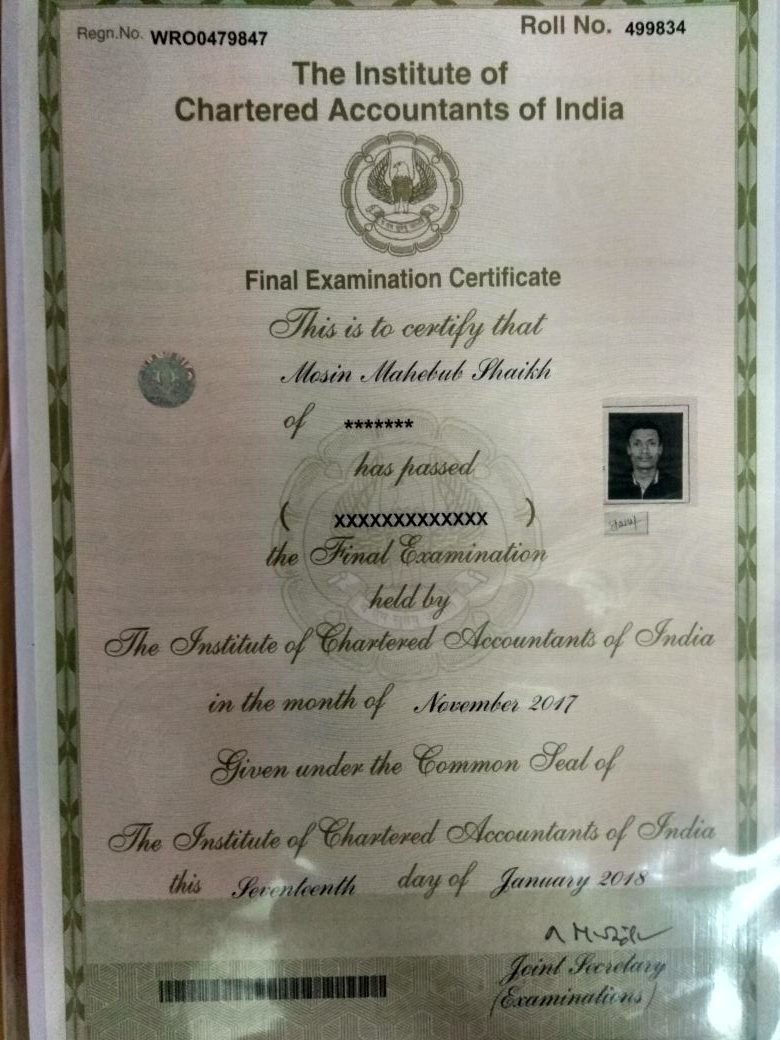 Regn.No. WRO0479847
Roll No. 499834
The Institute of
Chartered Accountants of India
Final Examination Certificate
This is to certify that
Mosin Mahebub Shaikh
of *******
has passed
( XXXXXXXXXXXXX )
the Final Examination
held by
The Institute of Chartered Accountants of India
in the month of November 2017
Given under the Common Seal of
The Institute of Chartered Accountants of India
this Seventeenth day of January 2018
Joint Secretary
(Examinations)